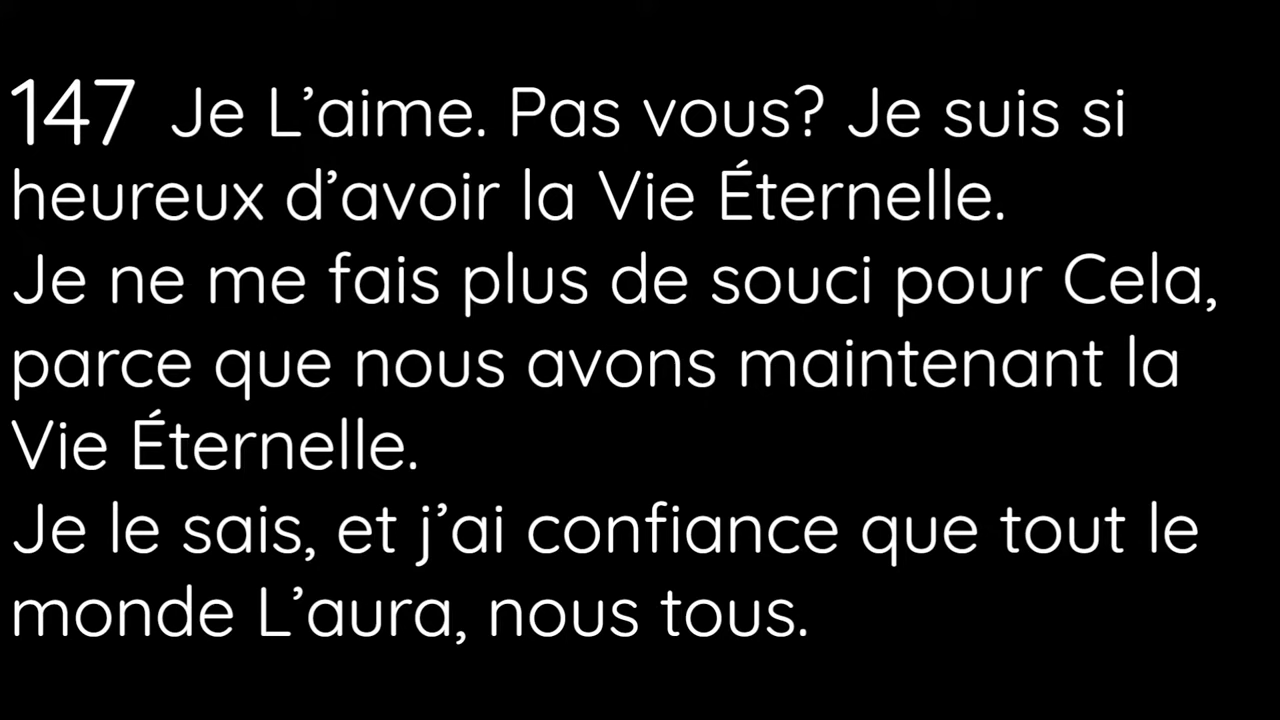 147 Je L’aime. Pas vous? Je suis si
heureux d’avoir la Vie Éternelle.
Je ne me fais plus de souci pour Cela,
parce que nous avons maintenant la
Vie Éternelle.
Je le sais, et j’ai confiance que tout le
monde L’aura, nous tous.